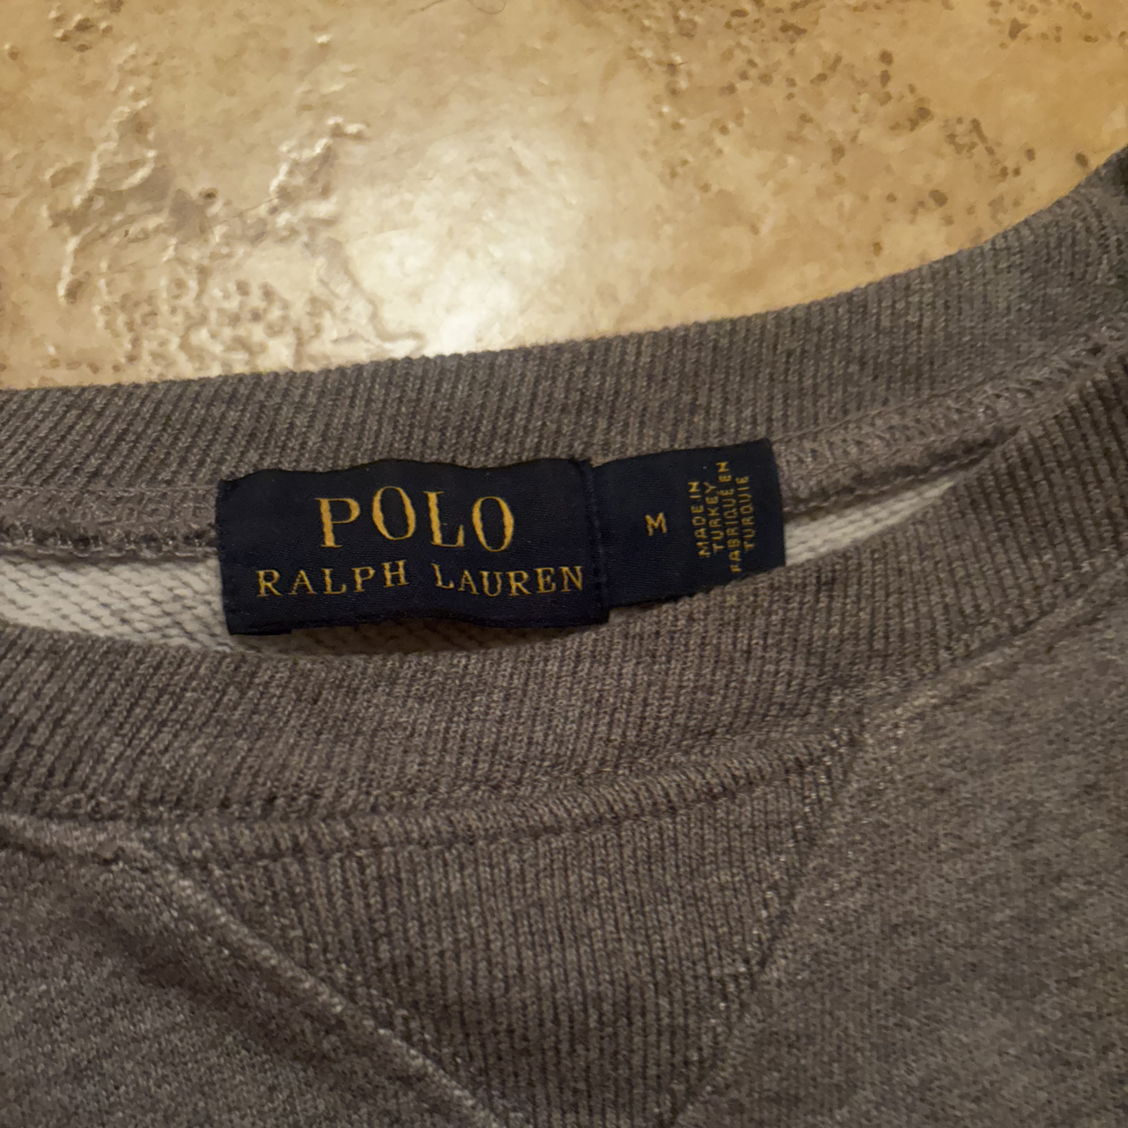 POLO
RALPH LAUREN
M
MADE IN
TURKEY
FABRIQUÉ EN
TURQUIE